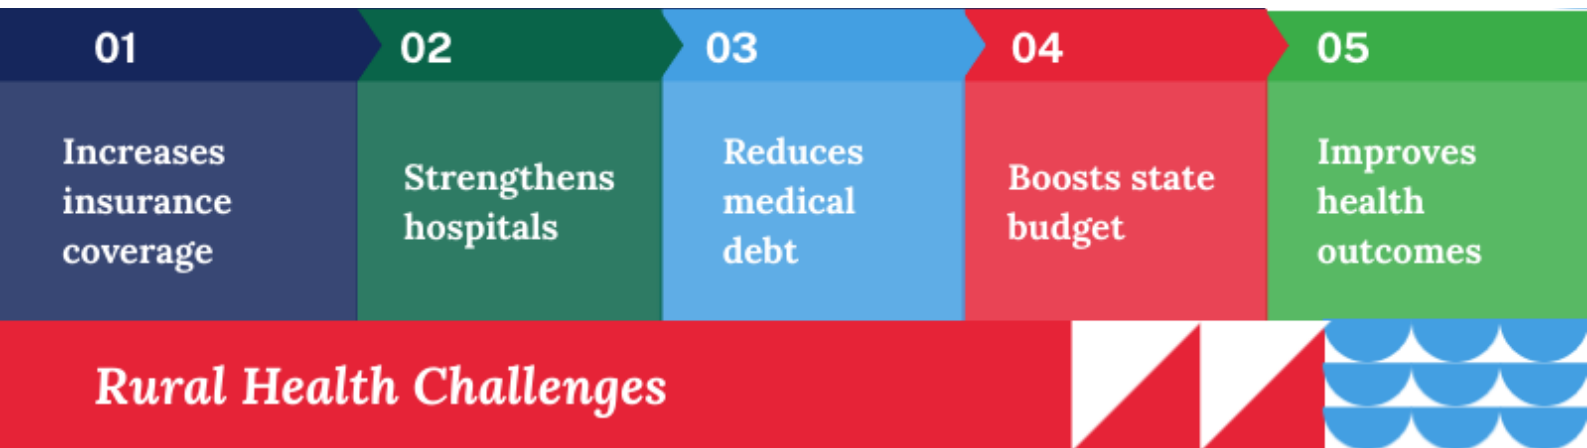 01
Increases
insurance
coverage
02
Strengthens
hospitals
03
Reduces
medical
debt
04
Boosts state
budget
05
Improves
health
outcomes
Rural Health Challenges